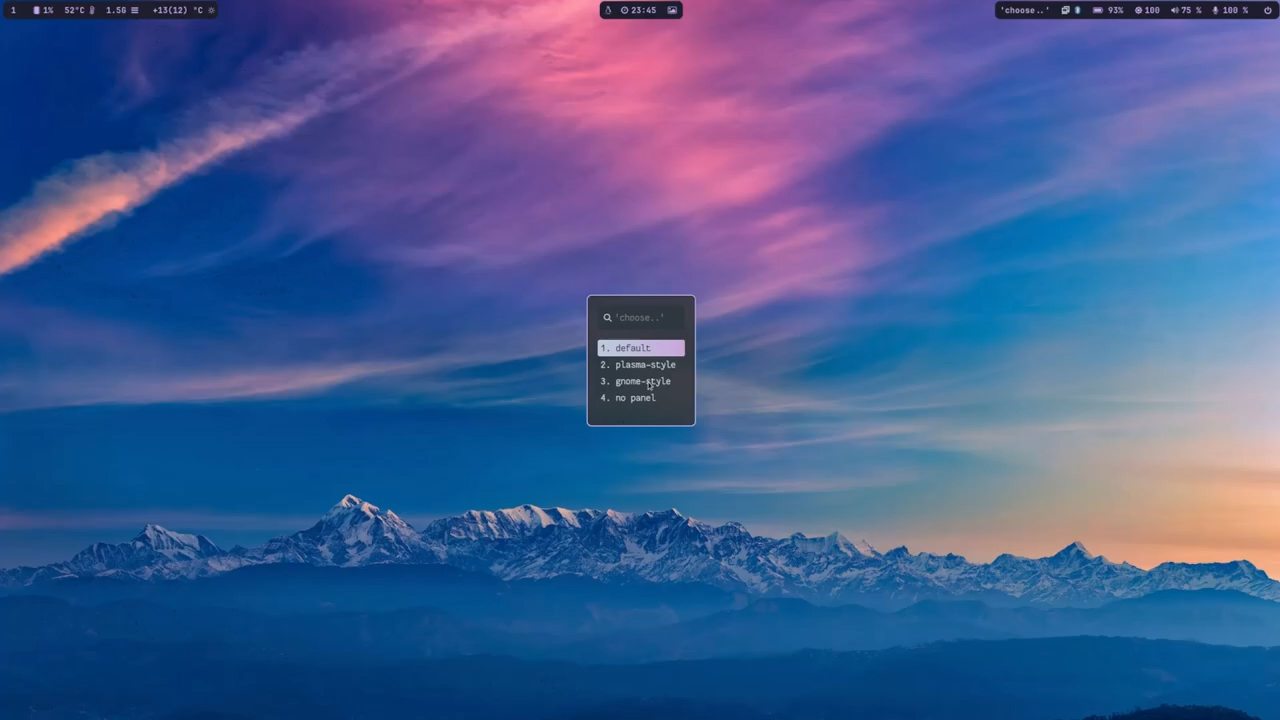 1 1% 52°C 1.5G +13(12) °C
23:45
'choose..' 93% 100 75 % 100 %
'choose..'
1. default
2. plasma-style
3. gnome-style
4. no panel